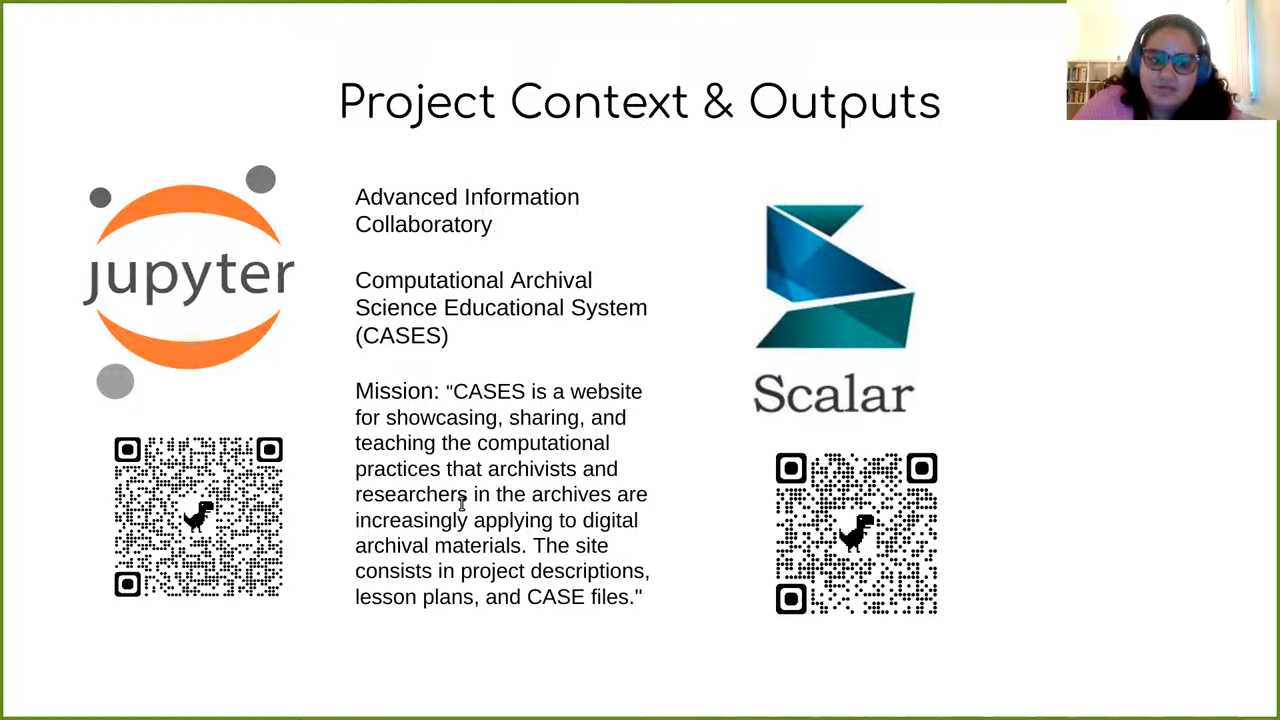 Project Context & Outputs
jupyter
Advanced Information
Collaboratory
Computational Archival
Science Educational System
(CASES)
Mission: "CASES is a website
for showcasing, sharing, and
teaching the computational
practices that archivists and
researchers in the archives are
increasingly applying to digital
archival materials. The site
consists in project descriptions,
lesson plans, and CASE files."
Scalar